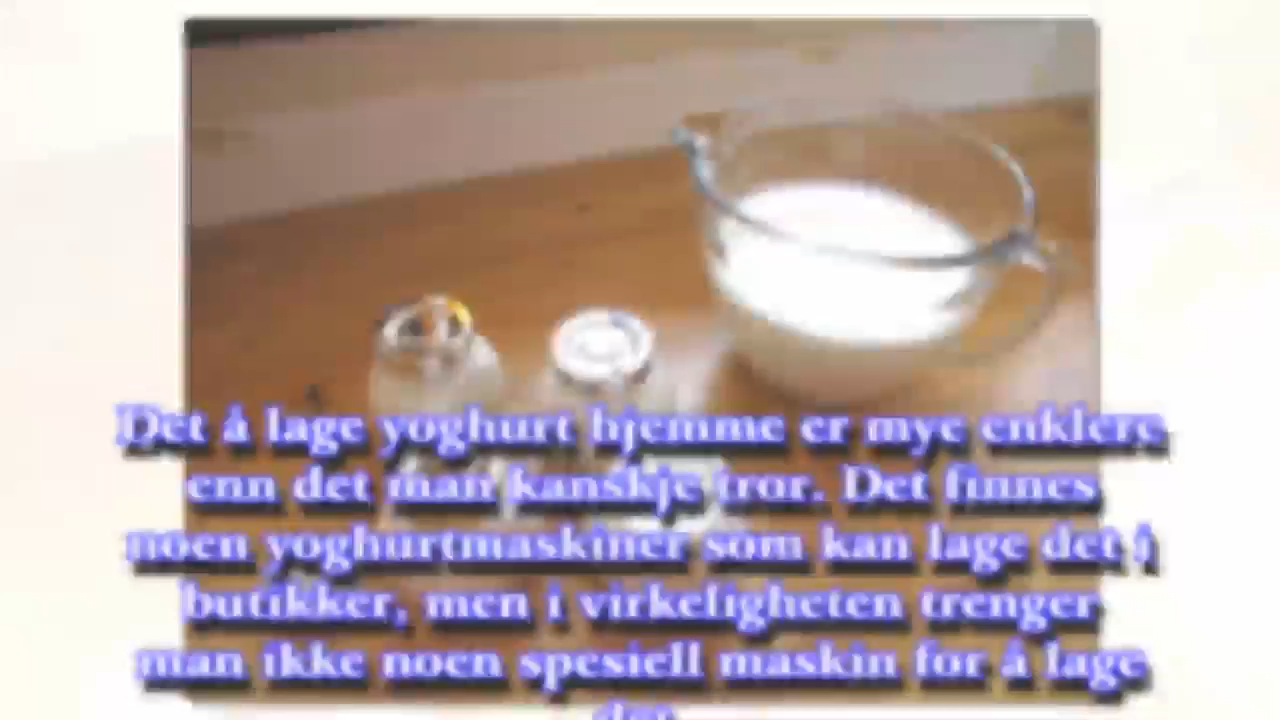 Det å lage yoghurt hjemme er mye enklere
enn det man kanskje tror. Det finnes
noen yoghurtmaskiner som kan lage det i
butikker, men i virkeligheten trenger
man ikke noen spesiell maskin for å lage
det.